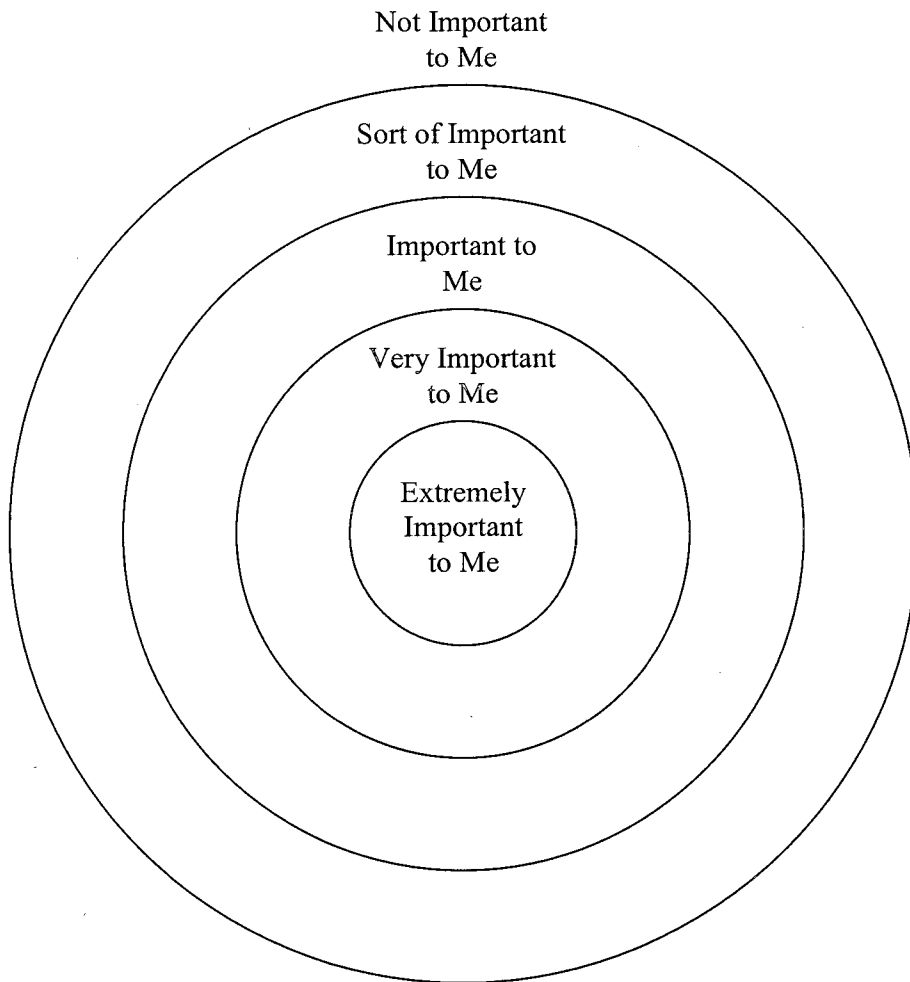 Not Important
to Me
Sort of Important
to Me
Important to
Me
Very Important
to Me
Extremely
Important
to Me